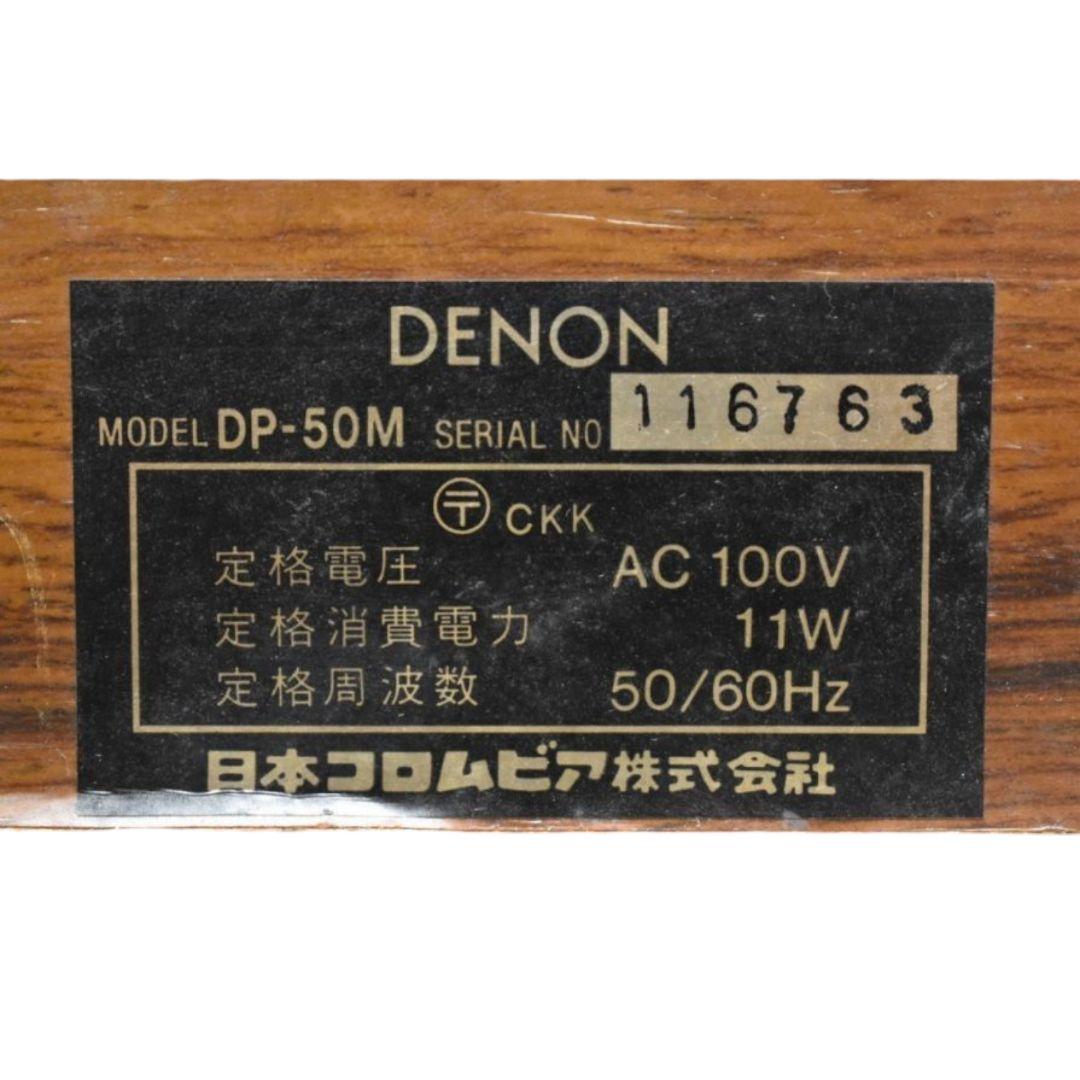 DENON
MODEL DP-50M SERIAL NO 116763
〒 CKK
定格電圧 AC 100V
定格消費電力 11W
定格周波数 50/60Hz
日本コロムビア株式会社